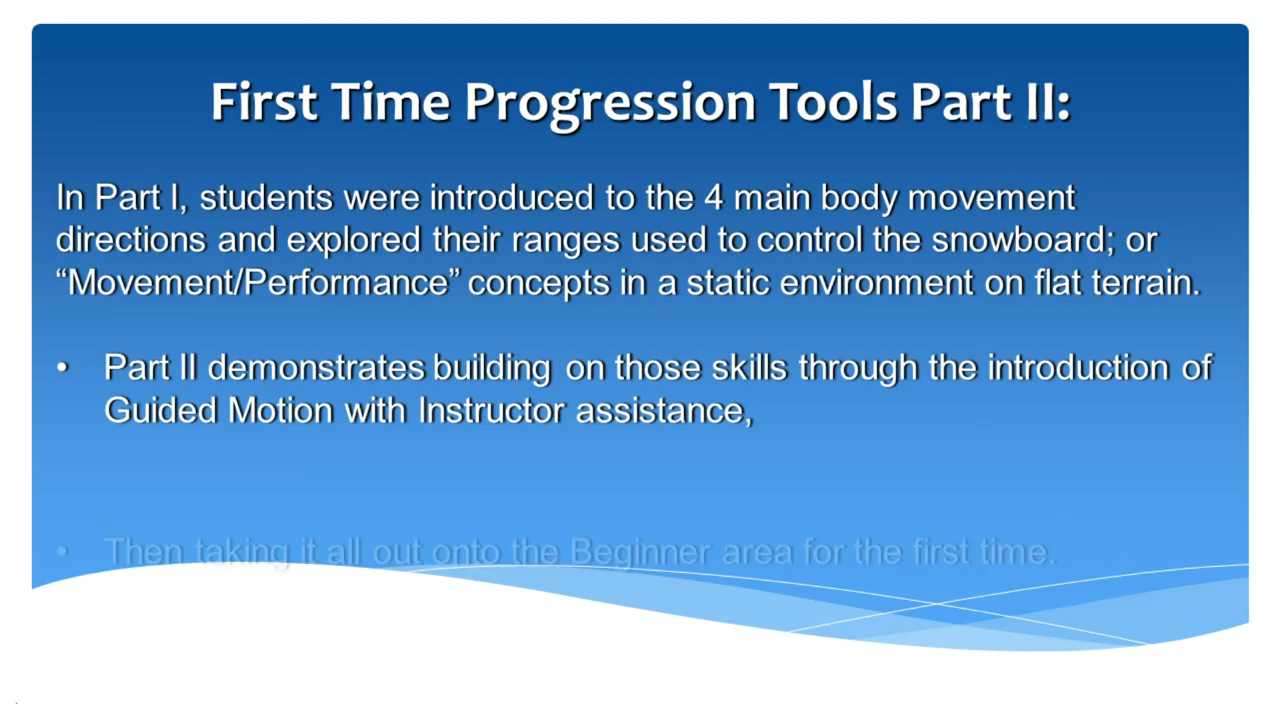 First Time Progression Tools Part II:
In Part I, students were introduced to the 4 main body movement
directions and explored their ranges used to control the snowboard; or
“Movement/Performance” concepts in a static environment on flat terrain.
• Part II demonstrates building on those skills through the introduction of
Guided Motion with Instructor assistance,
• Then taking it all out onto the Beginner area for the first time.